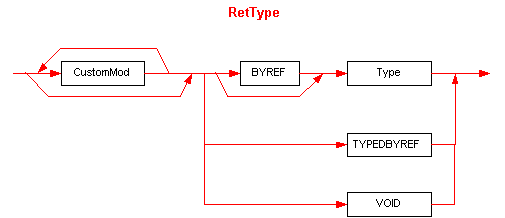 RetType
CustomMod
BYREF
Type
TYPEDBYREF
VOID